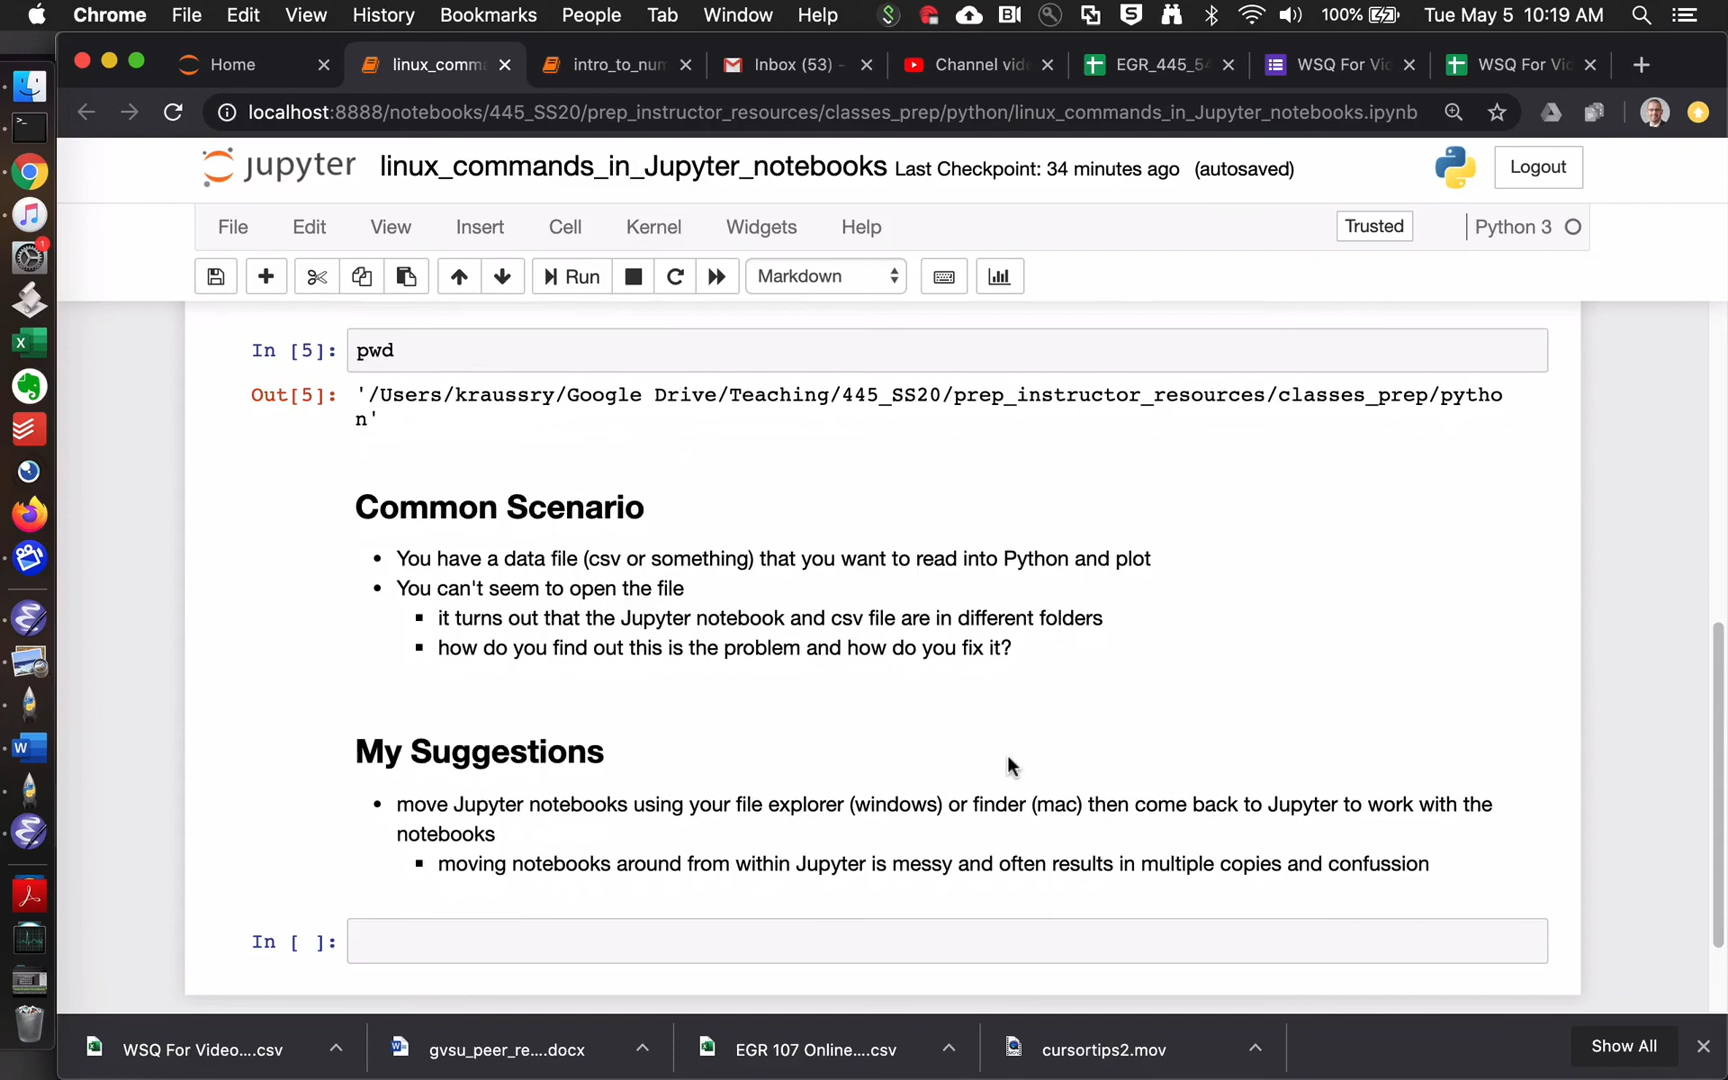 Chrome File Edit View History Bookmarks People Tab Window Help 100% Tue May 5 10:19 AM
Home linux_comm intro_to_num Inbox (53) - Channel vide EGR_445_54 WSQ For Vid WSQ For Vid
localhost:8888/notebooks/445_SS20/prep_instructor_resources/classes_prep/python/linux_commands_in_Jupyter_notebooks.ipynb
jupyter linux_commands_in_Jupyter_notebooks Last Checkpoint: 34 minutes ago (autosaved) Logout
File Edit View Insert Cell Kernel Widgets Help Trusted Python 3
Run Markdown
In [5]: pwd
Out[5]: '/Users/kraussry/Google Drive/Teaching/445_SS20/prep_instructor_resources/classes_prep/pytho
n'
Common Scenario
• You have a data file (csv or something) that you want to read into Python and plot
• You can't seem to open the file
▪ it turns out that the Jupyter notebook and csv file are in different folders
▪ how do you find out this is the problem and how do you fix it?
My Suggestions
• move Jupyter notebooks using your file explorer (windows) or finder (mac) then come back to Jupyter to work with the
notebooks
▪ moving notebooks around from within Jupyter is messy and often results in multiple copies and confussion
In [ ]:
WSQ For Video....csv gvsu_peer_re....docx EGR 107 Online....csv cursortips2.mov Show All